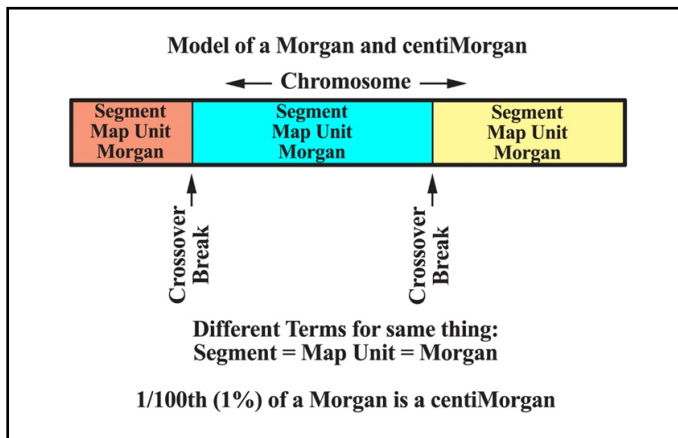 Model of a Morgan and centiMorgan
Chromosome
Segment
Map Unit
Morgan
Segment
Map Unit
Morgan
Segment
Map Unit
Morgan
Crossover
Break
Crossover
Break
Different Terms for same thing:
Segment = Map Unit = Morgan
1/100th (1%) of a Morgan is a centiMorgan